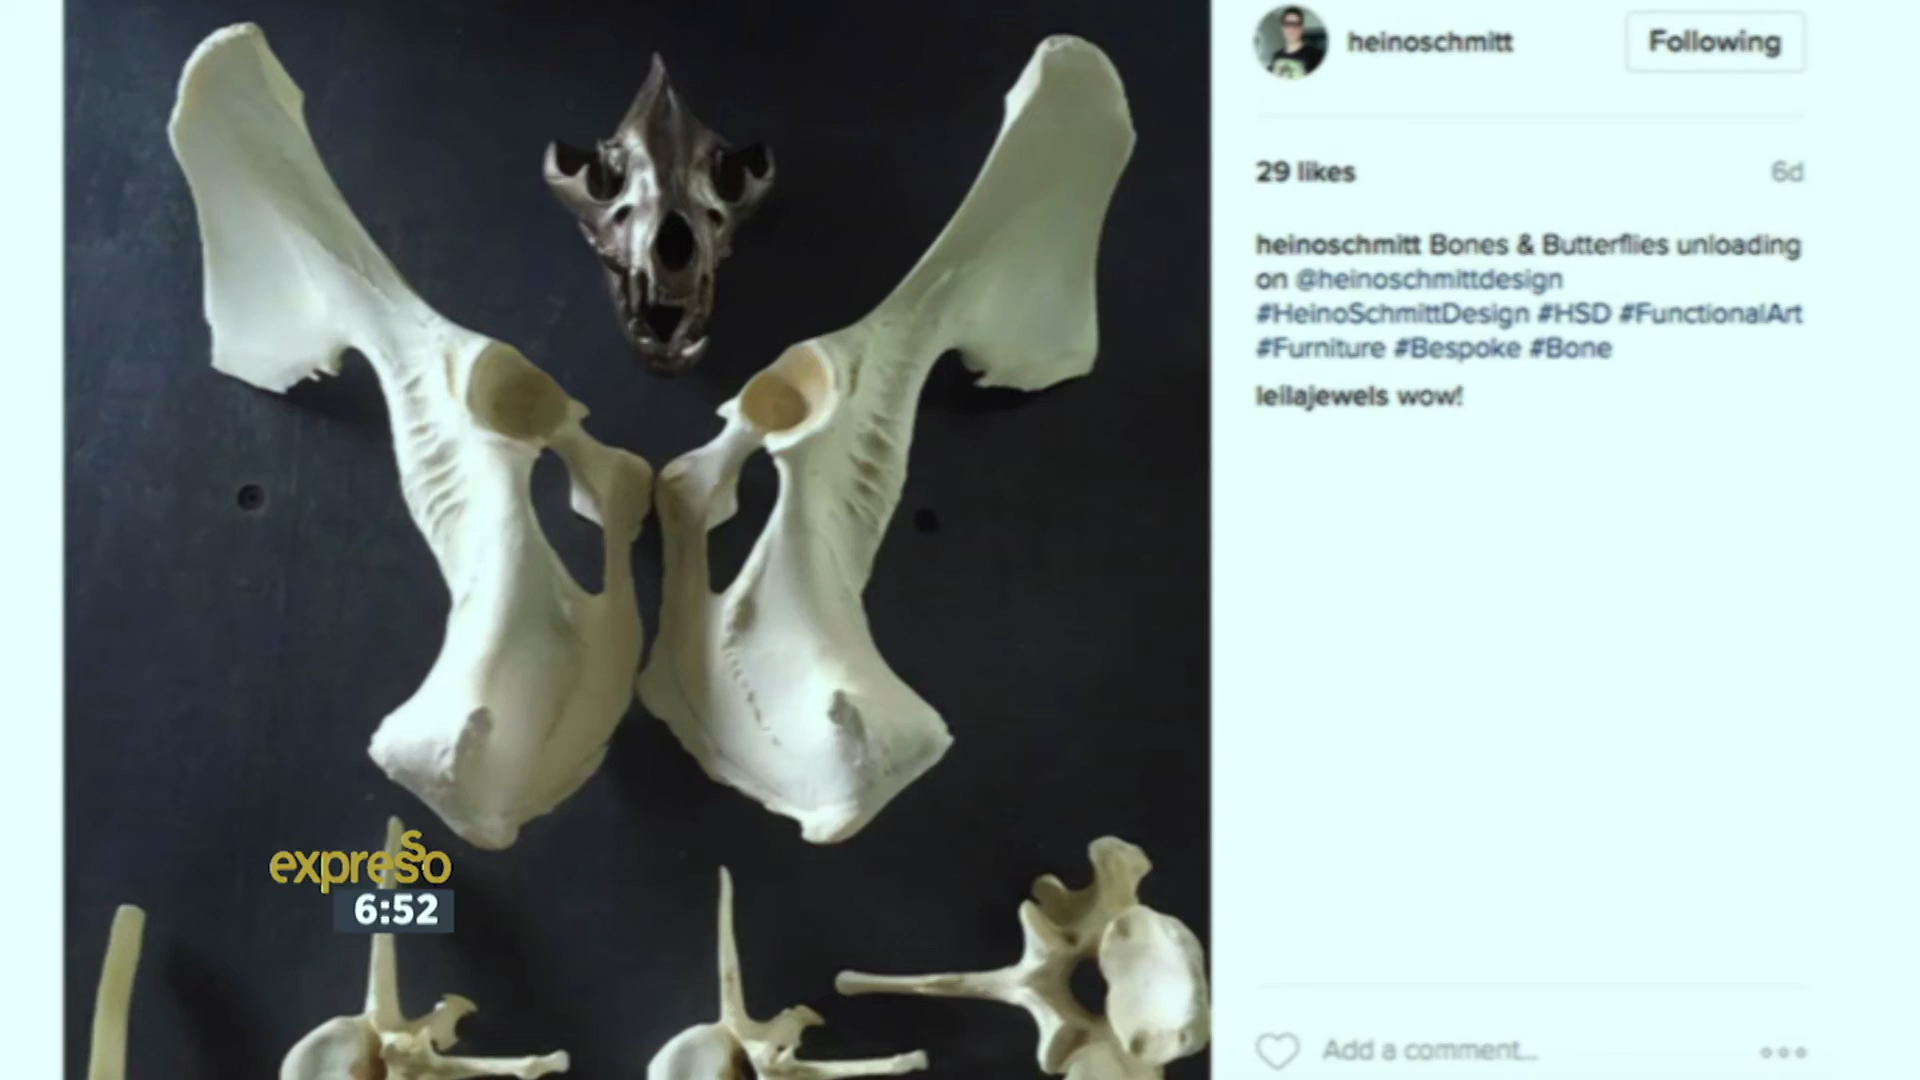 heinoschmitt
Following
29 likes
6d
heinoschmitt Bones & Butterflies unloading
on @heinoschmittdesign
#HeinoSchmittDesign #HSD #FunctionalArt
#Furniture #Bespoke #Bone
leilajewels wow!
expresso
6:52
Add a comment...